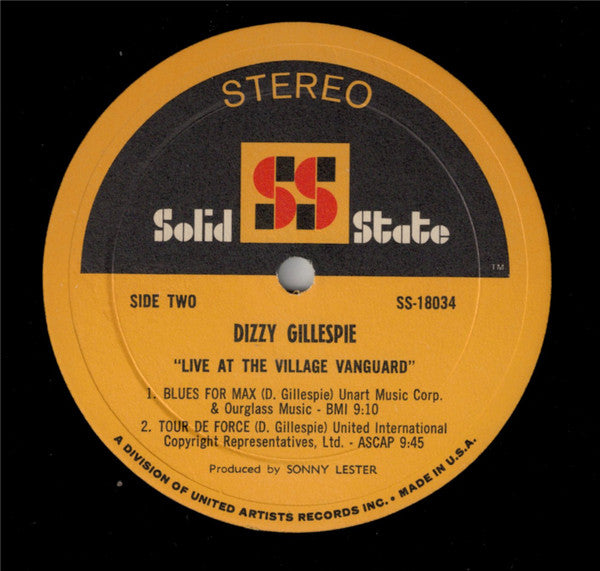 STEREO
SS
Solid State
TM
SIDE TWO SS-18034
DIZZY GILLESPIE
"LIVE AT THE VILLAGE VANGUARD"
1. BLUES FOR MAX (D. Gillespie) Unart Music Corp.
& Ourglass Music - BMI 9:10
2. TOUR DE FORCE (D. Gillespie) United International
Copyright Representatives, Ltd. - ASCAP 9:45
Produced by SONNY LESTER
A DIVISION OF UNITED ARTISTS RECORDS INC. • MADE IN U.S.A.